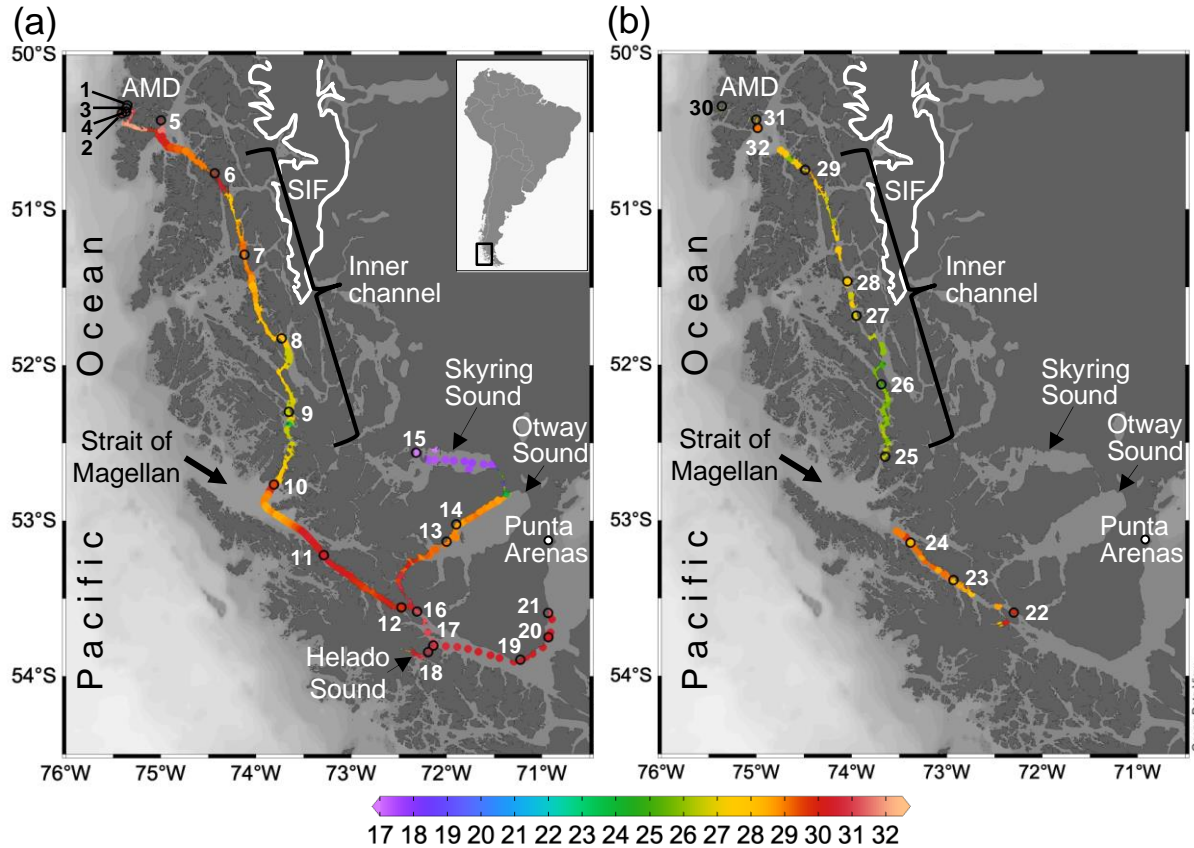 (a)
50°S
51°S
52°S
53°S
54°S
76°W
75°W
74°W
73°W
72°W
71°W
AMD
1
3
4
2
5
6
7
8
9
10
11
12
13
14
15
16
17
18
19
20
21
SIF
Inner
channel
Skyring
Sound
Otway
Sound
Strait of
Magellan
Punta
Arenas
Helado
Sound
Pacific Ocean
(b)
50°S
51°S
52°S
53°S
54°S
76°W
75°W
74°W
73°W
72°W
71°W
AMD
30
31
32
29
28
27
26
25
24
23
22
SIF
Inner
channel
Skyring
Sound
Otway
Sound
Strait of
Magellan
Punta
Arenas
Pacific Ocean
17 18 19 20 21 22 23 24 25 26 27 28 29 30 31 32